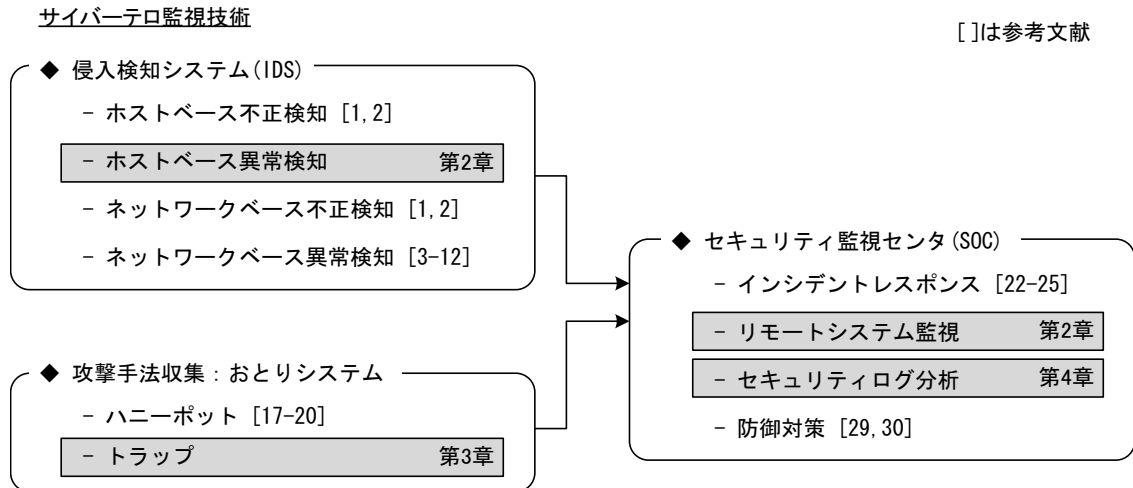 サイバーテロ監視技術
[ ]は参考文献
◆ 侵入検知システム(IDS)
- ホストベース不正検知 [1,2]
- ホストベース異常検知 第2章
- ネットワークベース不正検知 [1,2]
- ネットワークベース異常検知 [3-12]
◆ 攻撃手法収集：おとりシステム
- ハニーポット [17-20]
- トラップ 第3章
◆ セキュリティ監視センタ(SOC)
- インシデントレスポンス [22-25]
- リモートシステム監視 第2章
- セキュリティログ分析 第4章
- 防御対策 [29,30]